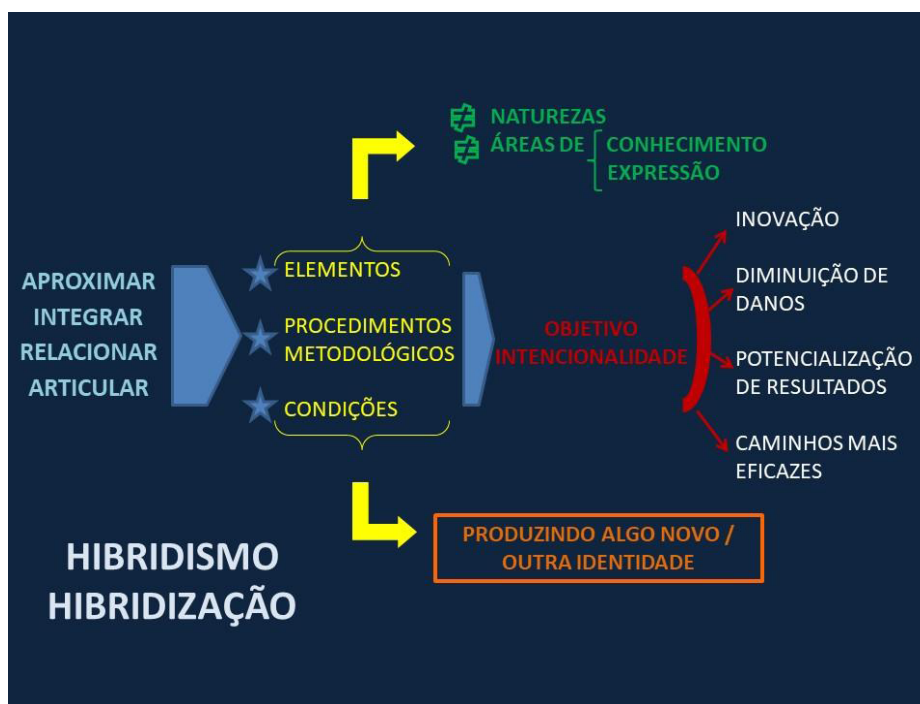 ≠ NATUREZAS
≠ ÁREAS DE CONHECIMENTO
EXPRESSÃO
APROXIMAR
INTEGRAR
RELACIONAR
ARTICULAR
ELEMENTOS
PROCEDIMENTOS
METODOLÓGICOS
CONDIÇÕES
OBJETIVO
INTENCIONALIDADE
INOVAÇÃO
DIMINUIÇÃO DE
DANOS
POTENCIALIZAÇÃO
DE RESULTADOS
CAMINHOS MAIS
EFICAZES
PRODUZINDO ALGO NOVO /
OUTRA IDENTIDADE
HIBRIDISMO
HIBRIDIZAÇÃO